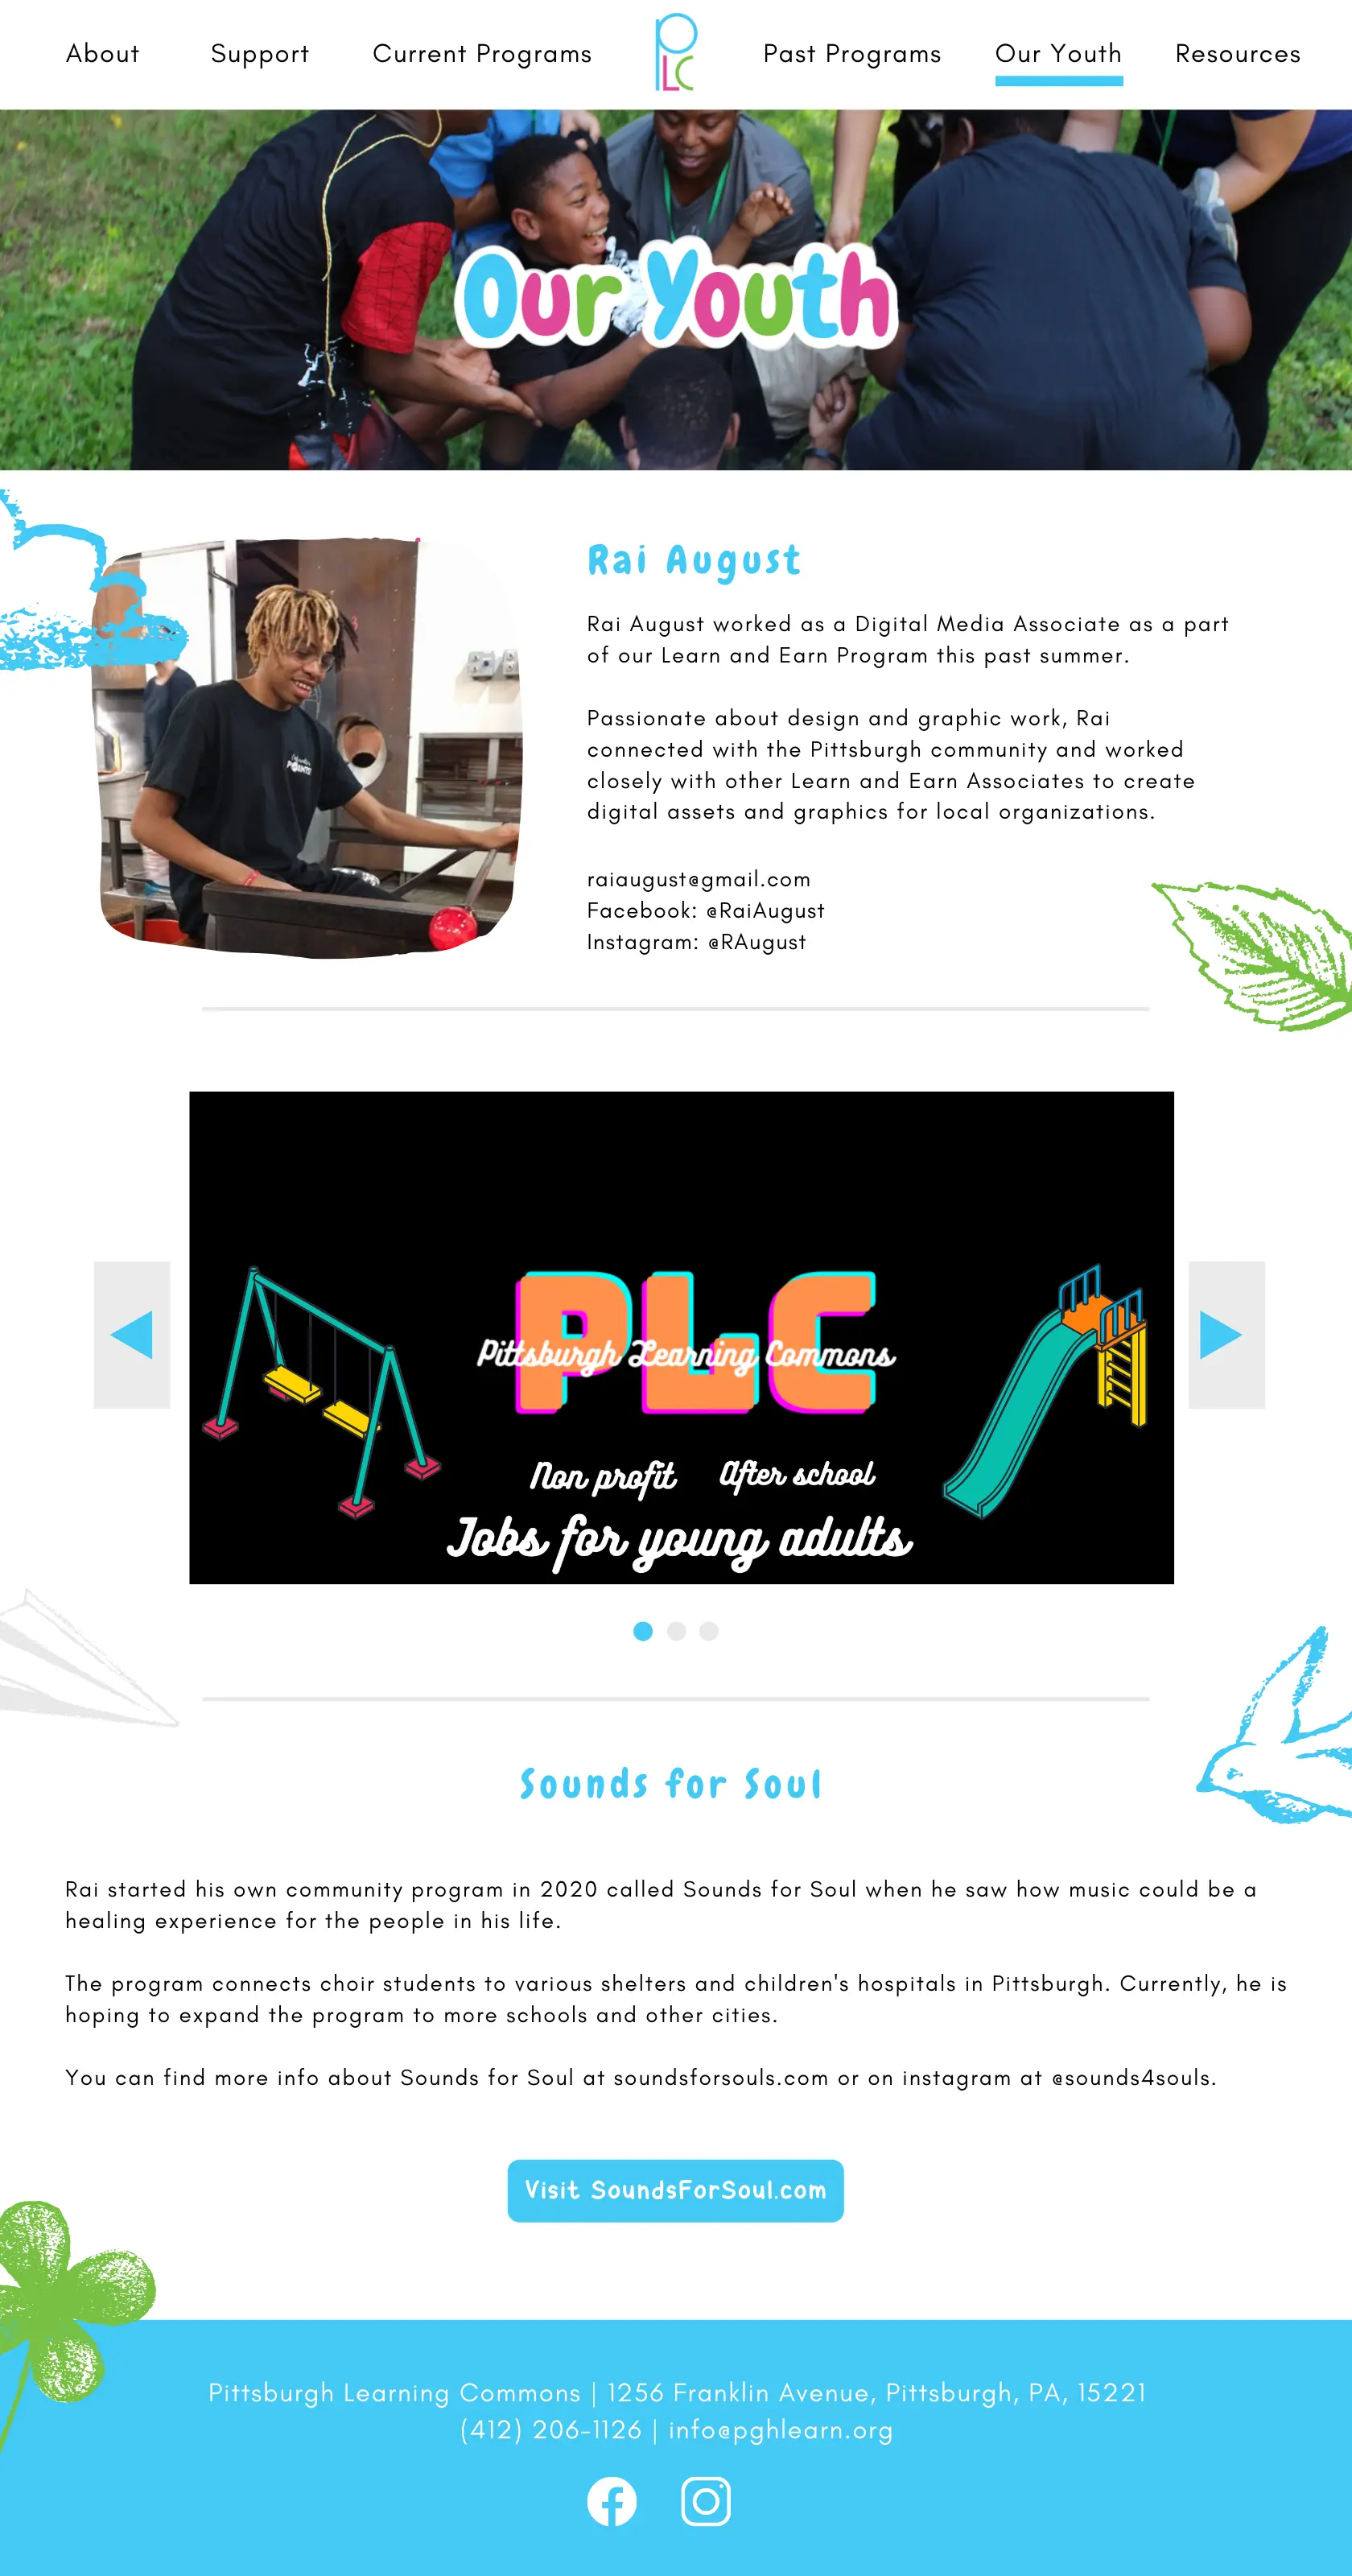 About Support Current Programs PLC Past Programs Our Youth Resources
Our Youth
Rai August
Rai August worked as a Digital Media Associate as a part
of our Learn and Earn Program this past summer.
Passionate about design and graphic work, Rai
connected with the Pittsburgh community and worked
closely with other Learn and Earn Associates to create
digital assets and graphics for local organizations.
raiaugust@gmail.com
Facebook: @RaiAugust
Instagram: @RAugust
PLC
Pittsburgh Learning Commons
Non profit After school
Jobs for young adults
Sounds for Soul
Rai started his own community program in 2020 called Sounds for Soul when he saw how music could be a
healing experience for the people in his life.
The program connects choir students to various shelters and children's hospitals in Pittsburgh. Currently, he is
hoping to expand the program to more schools and other cities.
You can find more info about Sounds for Soul at soundsforsouls.com or on instagram at @sounds4souls.
Visit SoundsForSoul.com
Pittsburgh Learning Commons | 1256 Franklin Avenue, Pittsburgh, PA, 15221
(412) 206-1126 | info@pghlearn.org